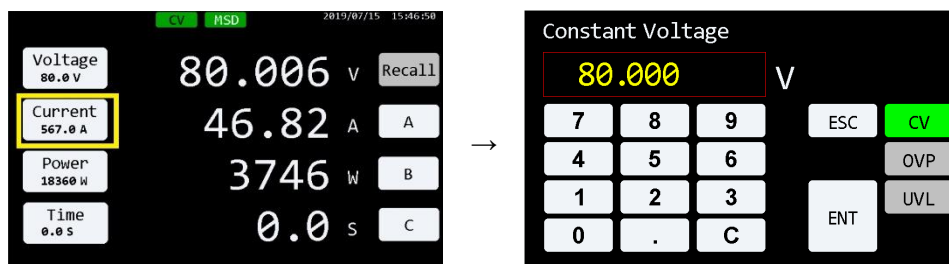 CV MSD 2019/07/15 15:46:50
Voltage
80.0 V
80.006 V
Recall
Current
567.0 A
46.82 A
A
Power
18360 W
3746 W
B
Time
0.0 S
0.0 S
C
→
Constant Voltage
80.000 V
7 8 9 ESC CV
4 5 6 OVP
1 2 3 ENT UVL
0 . C